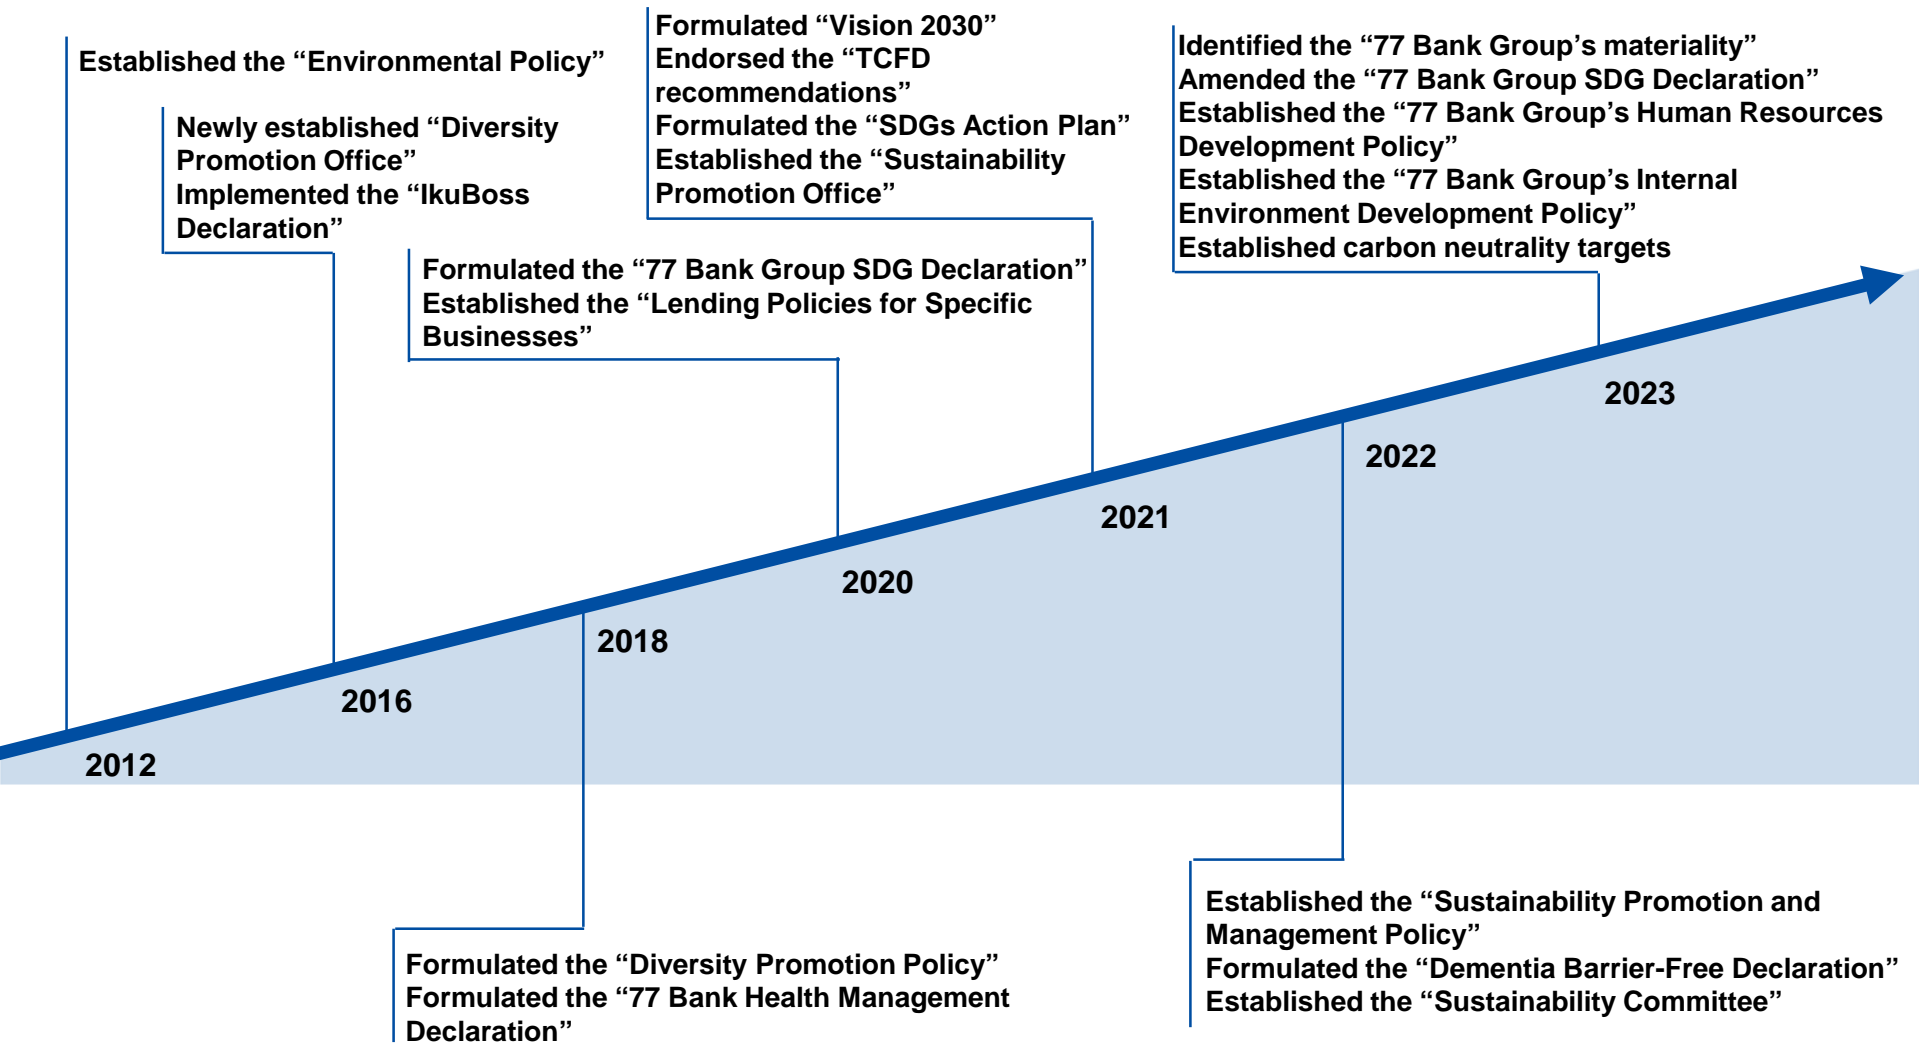 Established the “Environmental Policy”
Newly established “Diversity
Promotion Office”
Implemented the “IkuBoss
Declaration”
Formulated “Vision 2030”
Endorsed the “TCFD
recommendations”
Formulated the “SDGs Action Plan”
Established the “Sustainability
Promotion Office”
Formulated the “77 Bank Group SDG Declaration”
Established the “Lending Policies for Specific
Businesses”
Identified the “77 Bank Group’s materiality”
Amended the “77 Bank Group SDG Declaration”
Established the “77 Bank Group’s Human Resources
Development Policy”
Established the “77 Bank Group’s Internal
Environment Development Policy”
Established carbon neutrality targets
2012
2016
2018
2020
2021
2022
2023
Formulated the “Diversity Promotion Policy”
Formulated the “77 Bank Health Management
Declaration”
Established the “Sustainability Promotion and
Management Policy”
Formulated the “Dementia Barrier-Free Declaration”
Established the “Sustainability Committee”